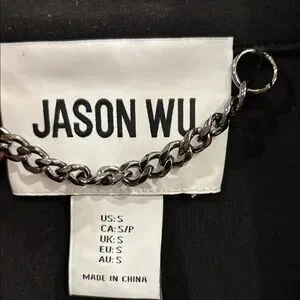 JASON WU
US: S
CA: S/P
UK: S
EU: S
AU: S
MADE IN CHINA